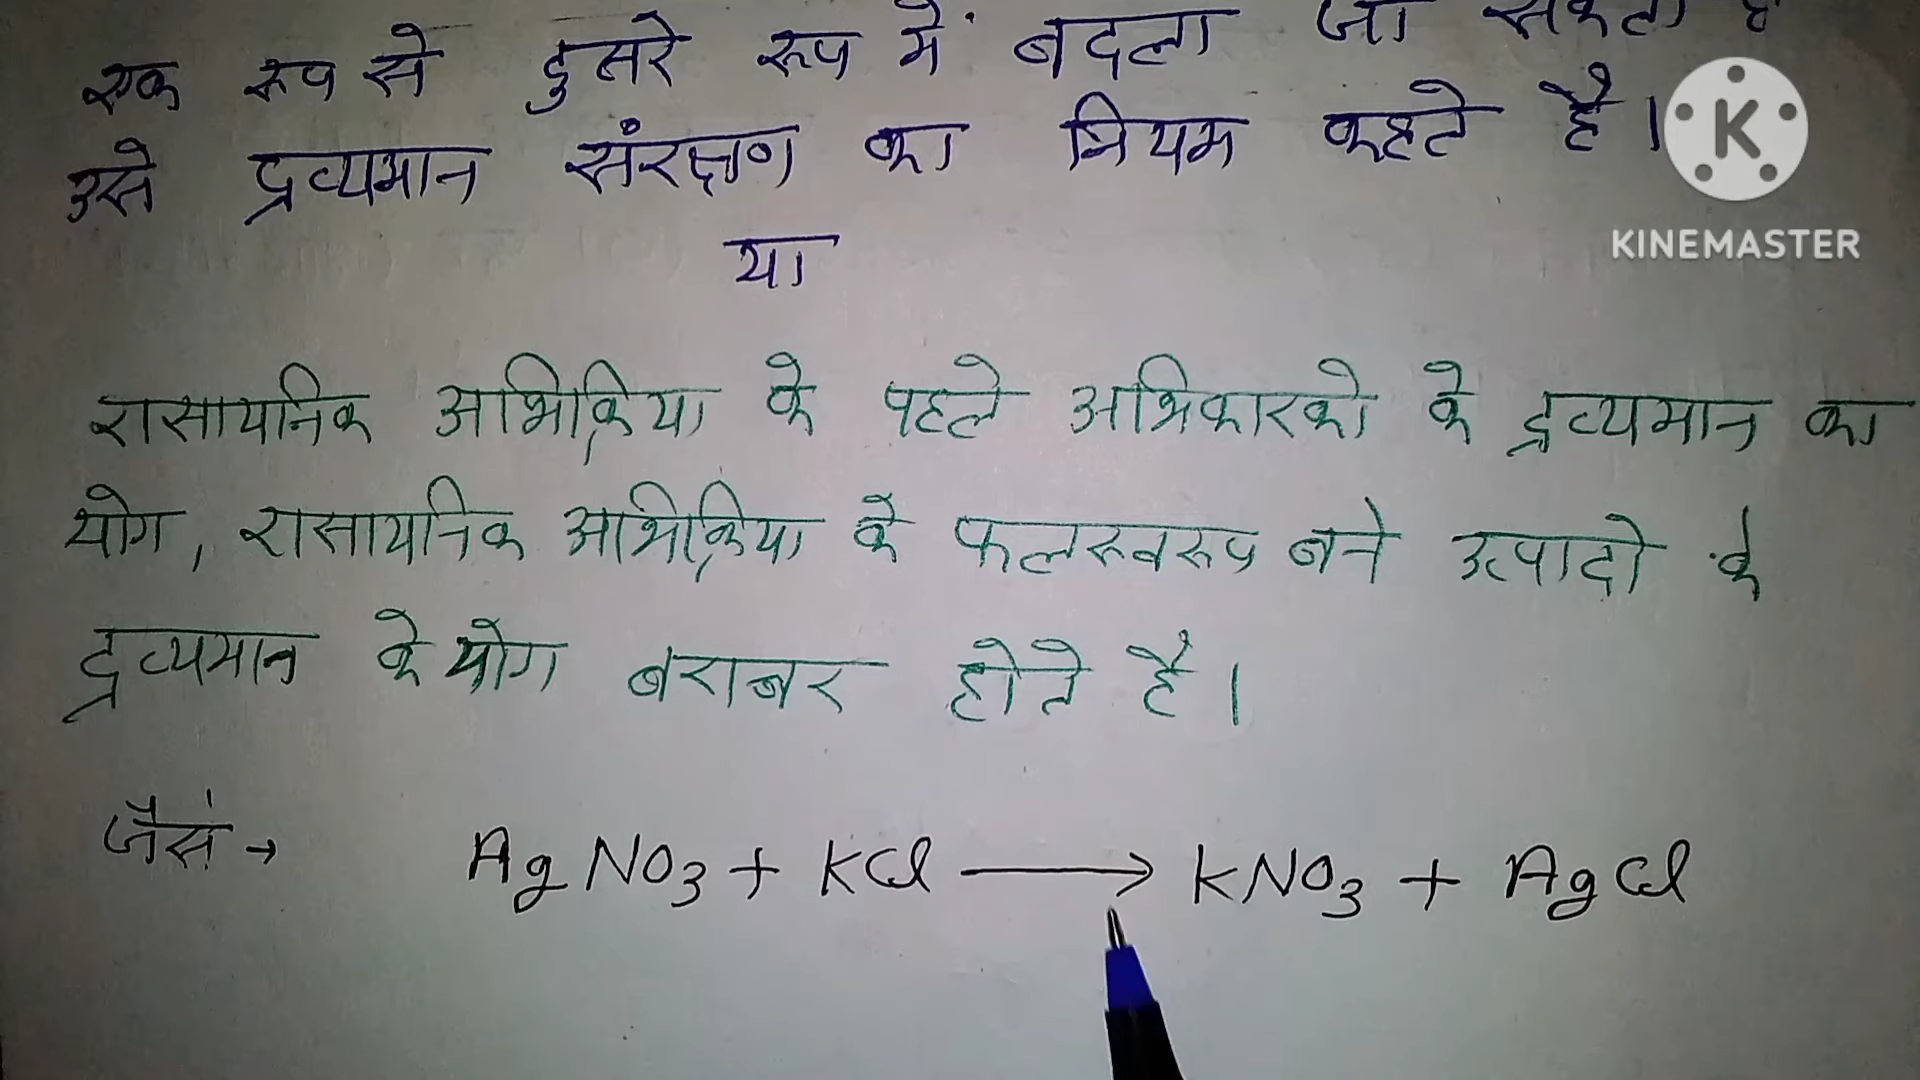 एक रूप से दुसरे रूप में बदला जा सकता है
उसे द्रव्यमान संरक्षण का नियम कहते है।
K
KINEMASTER
या
रासायनिक अभिक्रिया के पहले अभिकारको के द्रव्यमान का
योग, रासायनिक अभिक्रिया के फलस्वरूप बने उत्पादो के
द्रव्यमान के योग बराबर होते है।
जैसे → AgNO₃ + KCl ⟶ KNO₃ + AgCl